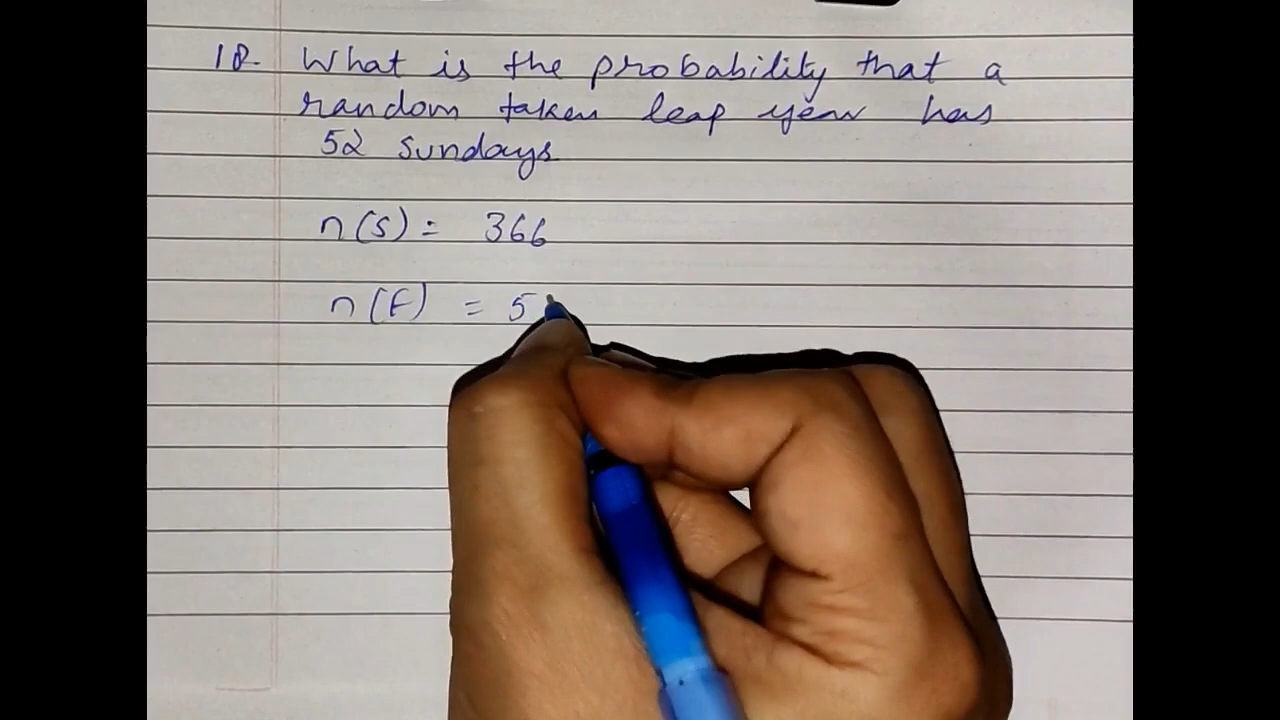 18. What is the probability that a
random taken leap year has
52 Sundays.
n(s) = 366
n(F) = 5